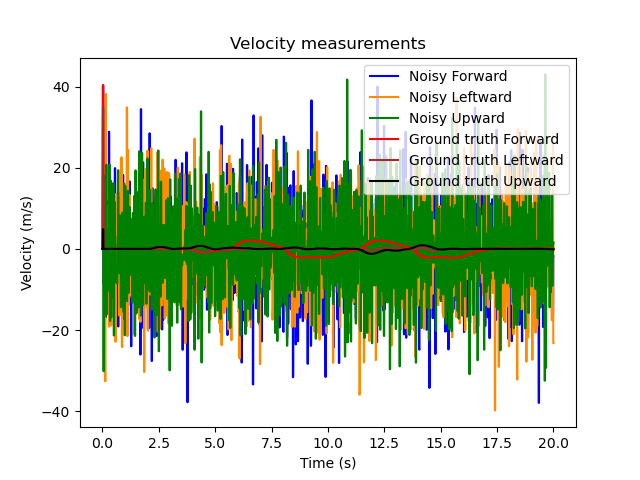 Velocity measurements
Noisy Forward
Noisy Leftward
Noisy Upward
Ground truth Forward
Ground truth Leftward
Ground truth Upward
40
20
0
−20
−40
Velocity (m/s)
0.0 2.5 5.0 7.5 10.0 12.5 15.0 17.5 20.0
Time (s)